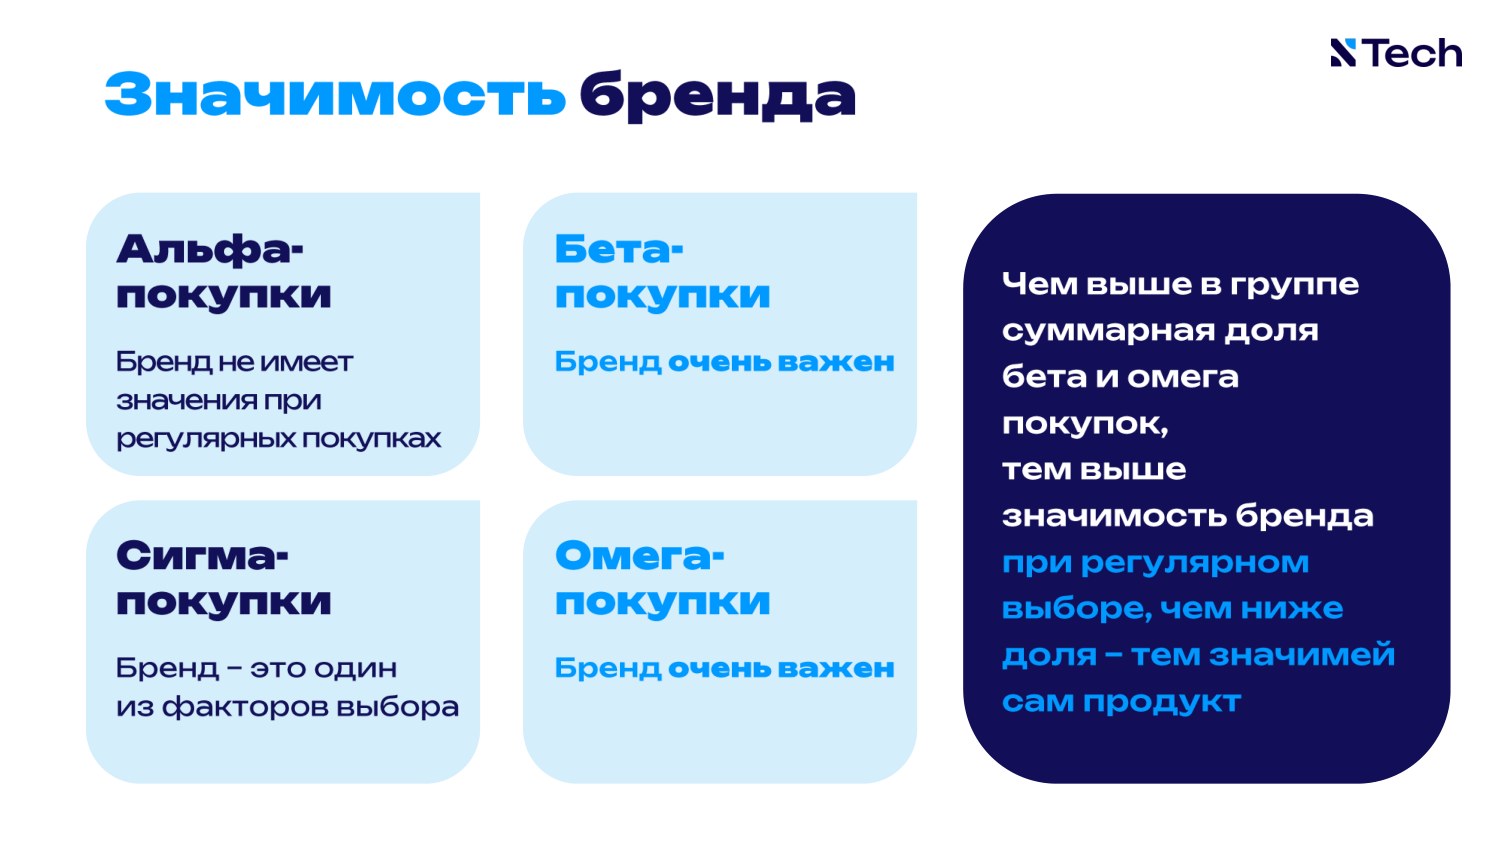 Tech
Значимость бренда
Альфа-
покупки
Бренд не имеет
значения при
регулярных покупках
Бета-
покупки
Бренд очень важен
Сигма-
покупки
Бренд – это один
из факторов выбора
Омега-
покупки
Бренд очень важен
Чем выше в группе
суммарная доля
бета и омега
покупок,
тем выше
значимость бренда
при регулярном
выборе, чем ниже
доля – тем значимей
сам продукт